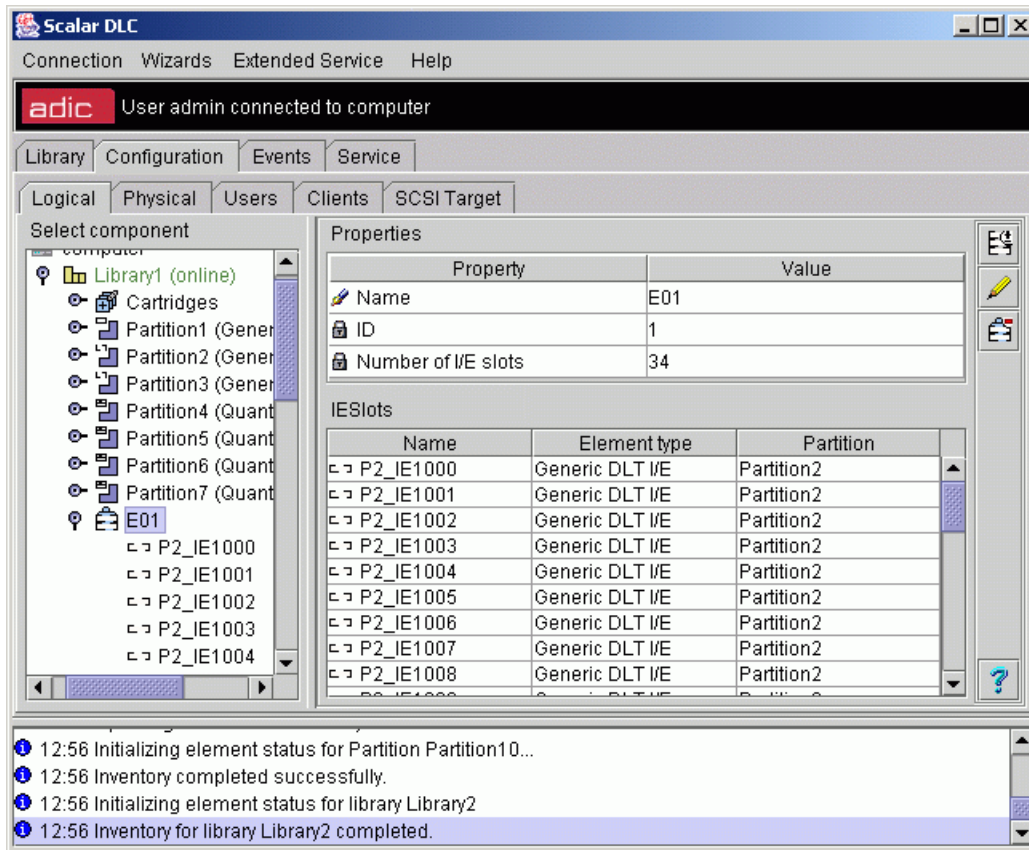 Scalar DLC
Connection Wizards Extended Service Help
adic User admin connected to computer
Library Configuration Events Service
Logical Physical Users Clients SCSI Target
Select component
computer
Library1 (online)
Cartridges
Partition1 (Gener
Partition2 (Gener
Partition3 (Gener
Partition4 (Quant
Partition5 (Quant
Partition6 (Quant
Partition7 (Quant
E01
P2_IE1000
P2_IE1001
P2_IE1002
P2_IE1003
P2_IE1004
Properties
Property Value
Name E01
ID 1
Number of I/E slots 34
IESlots
Name Element type Partition
P2_IE1000 Generic DLT I/E Partition2
P2_IE1001 Generic DLT I/E Partition2
P2_IE1002 Generic DLT I/E Partition2
P2_IE1003 Generic DLT I/E Partition2
P2_IE1004 Generic DLT I/E Partition2
P2_IE1005 Generic DLT I/E Partition2
P2_IE1006 Generic DLT I/E Partition2
P2_IE1007 Generic DLT I/E Partition2
P2_IE1008 Generic DLT I/E Partition2
12:56 Initializing element status for Partition Partition10...
12:56 Inventory completed successfully.
12:56 Initializing element status for library Library2
12:56 Inventory for library Library2 completed.